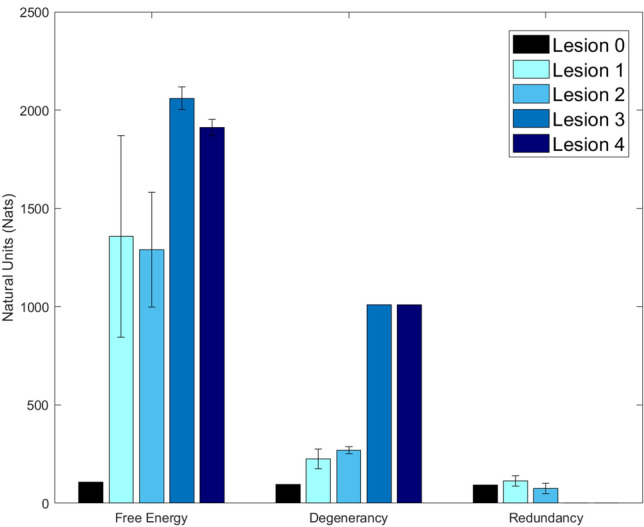 2500
2000
1500
1000
500
0
Natural Units (Nats)
Lesion 0
Lesion 1
Lesion 2
Lesion 3
Lesion 4
Free Energy
Degenerancy
Redundancy